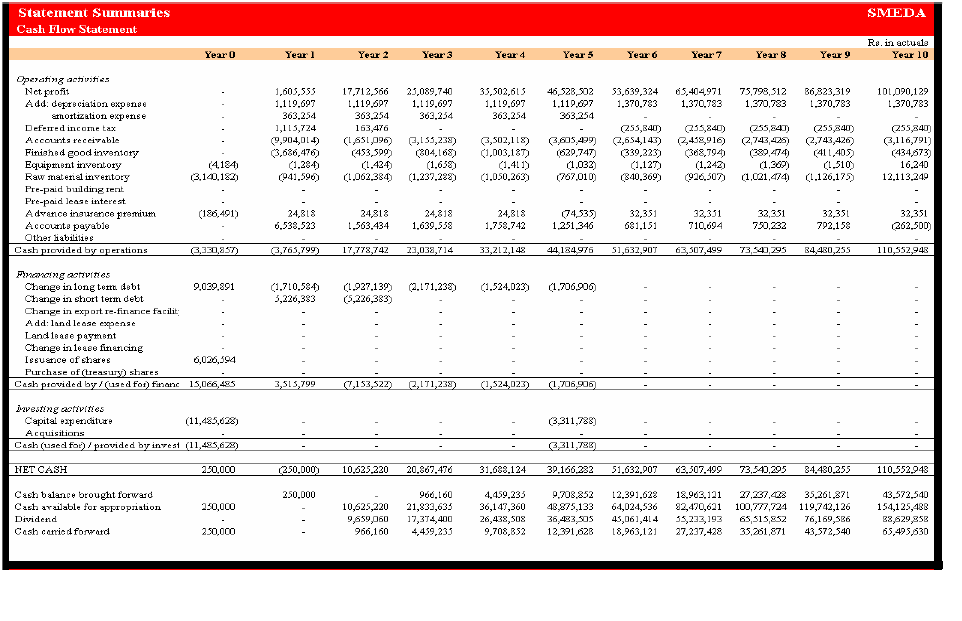 Statement Summaries SMEDA
Cash Flow Statement
Rs. in actuals
Year 0 Year 1 Year 2 Year 3 Year 4 Year 5 Year 6 Year 7 Year 8 Year 9 Year 10
Operating activities
Net profit - 1,605,555 17,712,566 25,089,740 35,502,615 46,528,502 53,639,324 65,404,971 75,798,512 86,823,319 101,090,129
Add: depreciation expense - 1,119,697 1,119,697 1,119,697 1,119,697 1,119,697 1,370,783 1,370,783 1,370,783 1,370,783 1,370,783
amortization expense - 363,254 363,254 363,254 363,254 363,254 - - - - -
Deferred income tax - 1,115,724 163,476 - - - (255,840) (255,840) (255,840) (255,840) (255,840)
Accounts receivable - (9,904,014) (1,651,096) (3,155,238) (3,502,118) (3,605,499) (2,654,143) (2,458,916) (2,743,426) (2,743,426) (3,116,791)
Finished good inventory - (3,686,476) (453,599) (804,168) (1,003,187) (629,747) (339,223) (368,794) (389,474) (411,405) (434,673)
Equipment inventory (4,184) (1,284) (1,424) (1,658) (1,411) (1,032) (1,127) (1,242) (1,369) (1,510) 16,240
Raw material inventory (3,140,182) (941,596) (1,062,384) (1,237,288) (1,050,263) (767,010) (840,369) (926,507) (1,021,474) (1,126,175) 12,113,249
Pre-paid building rent - - - - - - - - - - -
Pre-paid lease interest - - - - - - - - - - -
Advance insurance premium (186,491) 24,818 24,818 24,818 24,818 (74,535) 32,351 32,351 32,351 32,351 32,351
Accounts payable - 6,538,523 1,563,434 1,639,558 1,758,742 1,251,346 681,151 710,694 750,232 792,158 (262,500)
Other liabilities - - - - - - - - - - -
Cash provided by operations (3,330,857) (3,765,799) 17,778,742 23,038,714 33,212,148 44,184,976 51,632,907 63,507,499 73,540,295 84,480,255 110,552,948
Financing activities
Change in long term debt 9,039,891 (1,710,584) (1,927,139) (2,171,238) (1,524,023) (1,706,906) - - - - -
Change in short term debt - 5,226,383 (5,226,383) - - - - - - - -
Change in export re-finance facility - - - - - - - - - - -
Add: land lease expense - - - - - - - - - - -
Land lease payment - - - - - - - - - - -
Change in lease financing - - - - - - - - - - -
Issuance of shares 6,026,594 - - - - - - - - - -
Purchase of (treasury) shares - - - - - - - - - - -
Cash provided by / (used for) financ 15,066,485 3,515,799 (7,153,522) (2,171,238) (1,524,023) (1,706,906) - - - - -
Investing activities
Capital expenditure (11,485,628) - - - - (3,311,788) - - - - -
Acquisitions - - - - - - - - - -
Cash (used for) / provided by invest (11,485,628) - - - - (3,311,788) - - - - -
NET CASH 250,000 (250,000) 10,625,220 20,867,476 31,688,124 39,166,282 51,632,907 63,507,499 73,540,295 84,480,255 110,552,948
Cash balance brought forward 250,000 - 966,160 4,459,235 9,708,852 12,391,628 18,963,121 27,237,428 35,261,871 43,572,540
Cash available for appropriation 250,000 - 10,625,220 21,833,635 36,147,360 48,875,133 64,024,536 82,470,621 100,777,724 119,742,126 154,125,488
Dividend - - 9,659,060 17,374,400 26,438,508 36,483,505 45,061,414 55,233,193 65,515,852 76,169,586 88,629,858
Cash carried forward 250,000 - 966,160 4,459,235 9,708,852 12,391,628 18,963,121 27,237,428 35,261,871 43,572,540 65,495,630